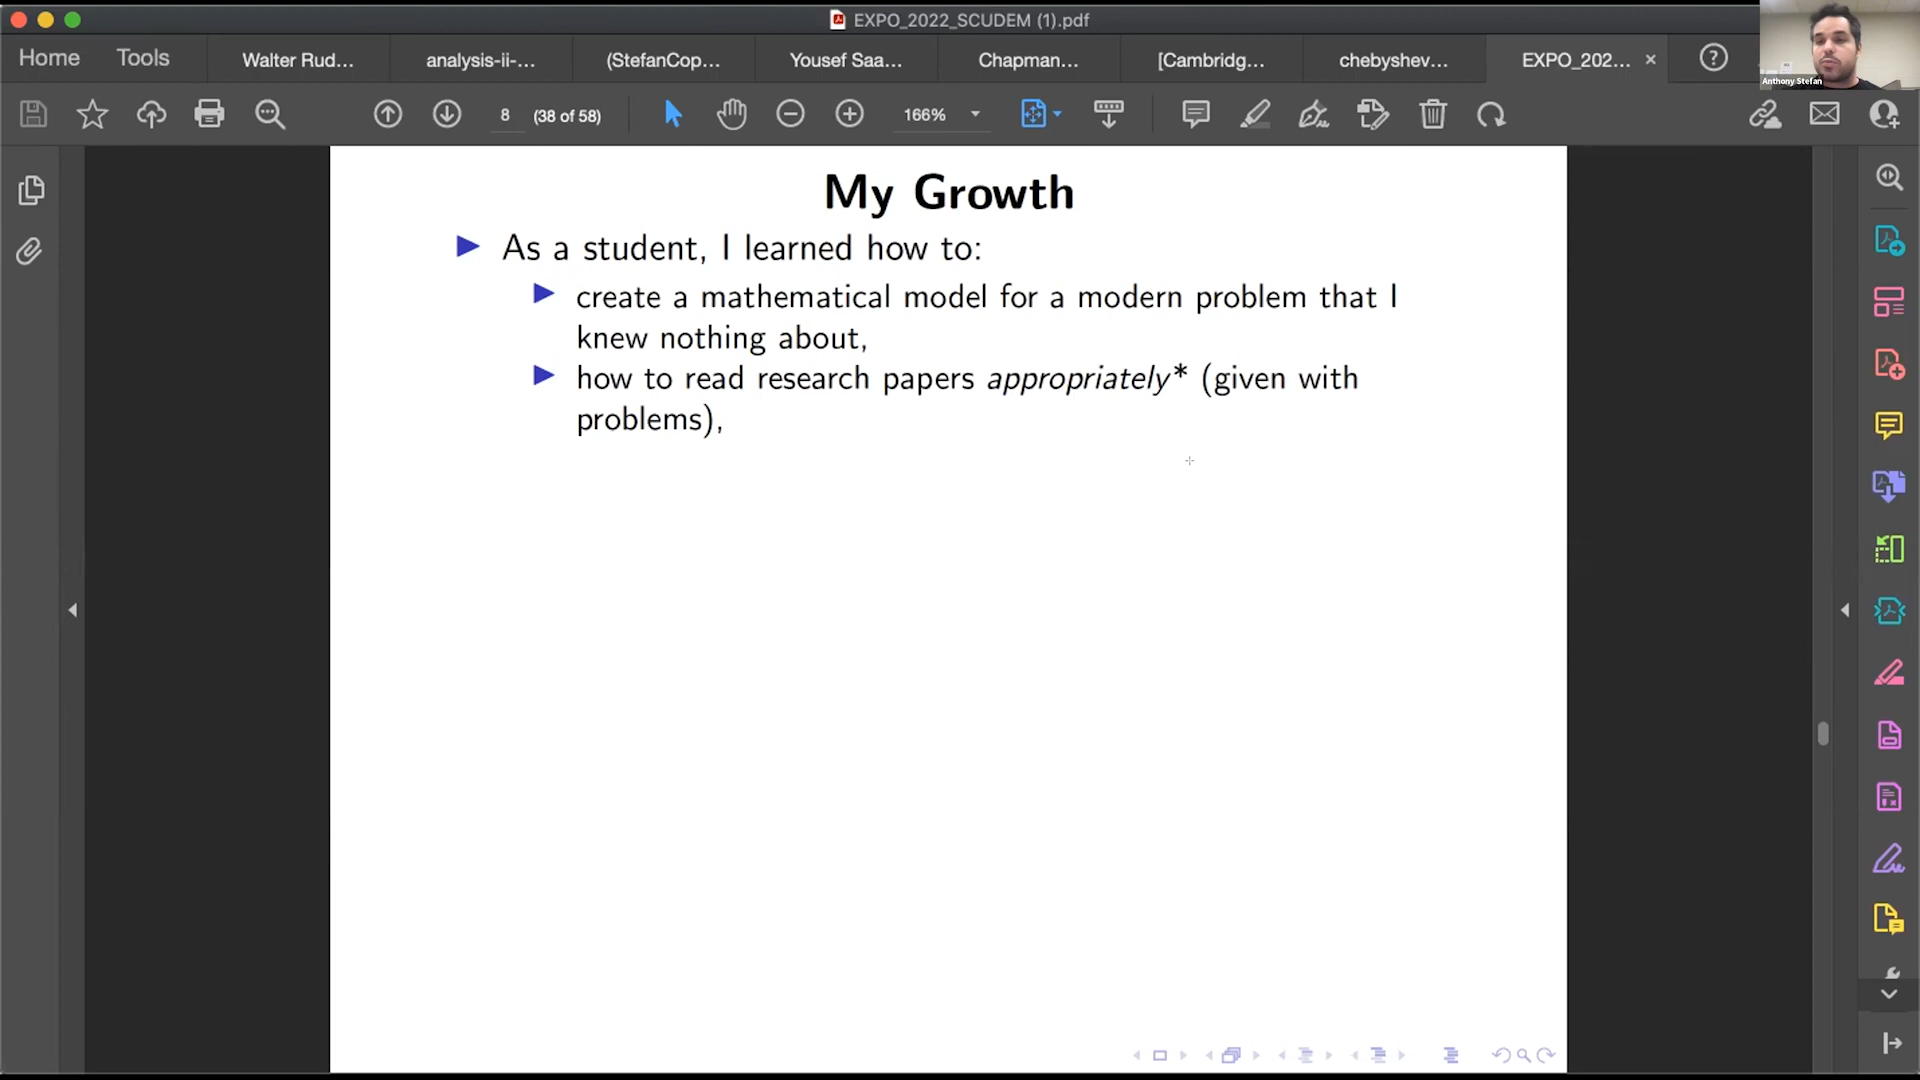 EXPO_2022_SCUDEM (1).pdf
Home Tools Walter Rud... analysis-ii-... (StefanCop... Yousef Saa... Chapman... [Cambridg... chebyshev... EXPO_202... ×
Anthony Stefan
8 (38 of 58) 166%
My Growth
As a student, I learned how to:
create a mathematical model for a modern problem that I
knew nothing about,
how to read research papers appropriately* (given with
problems),